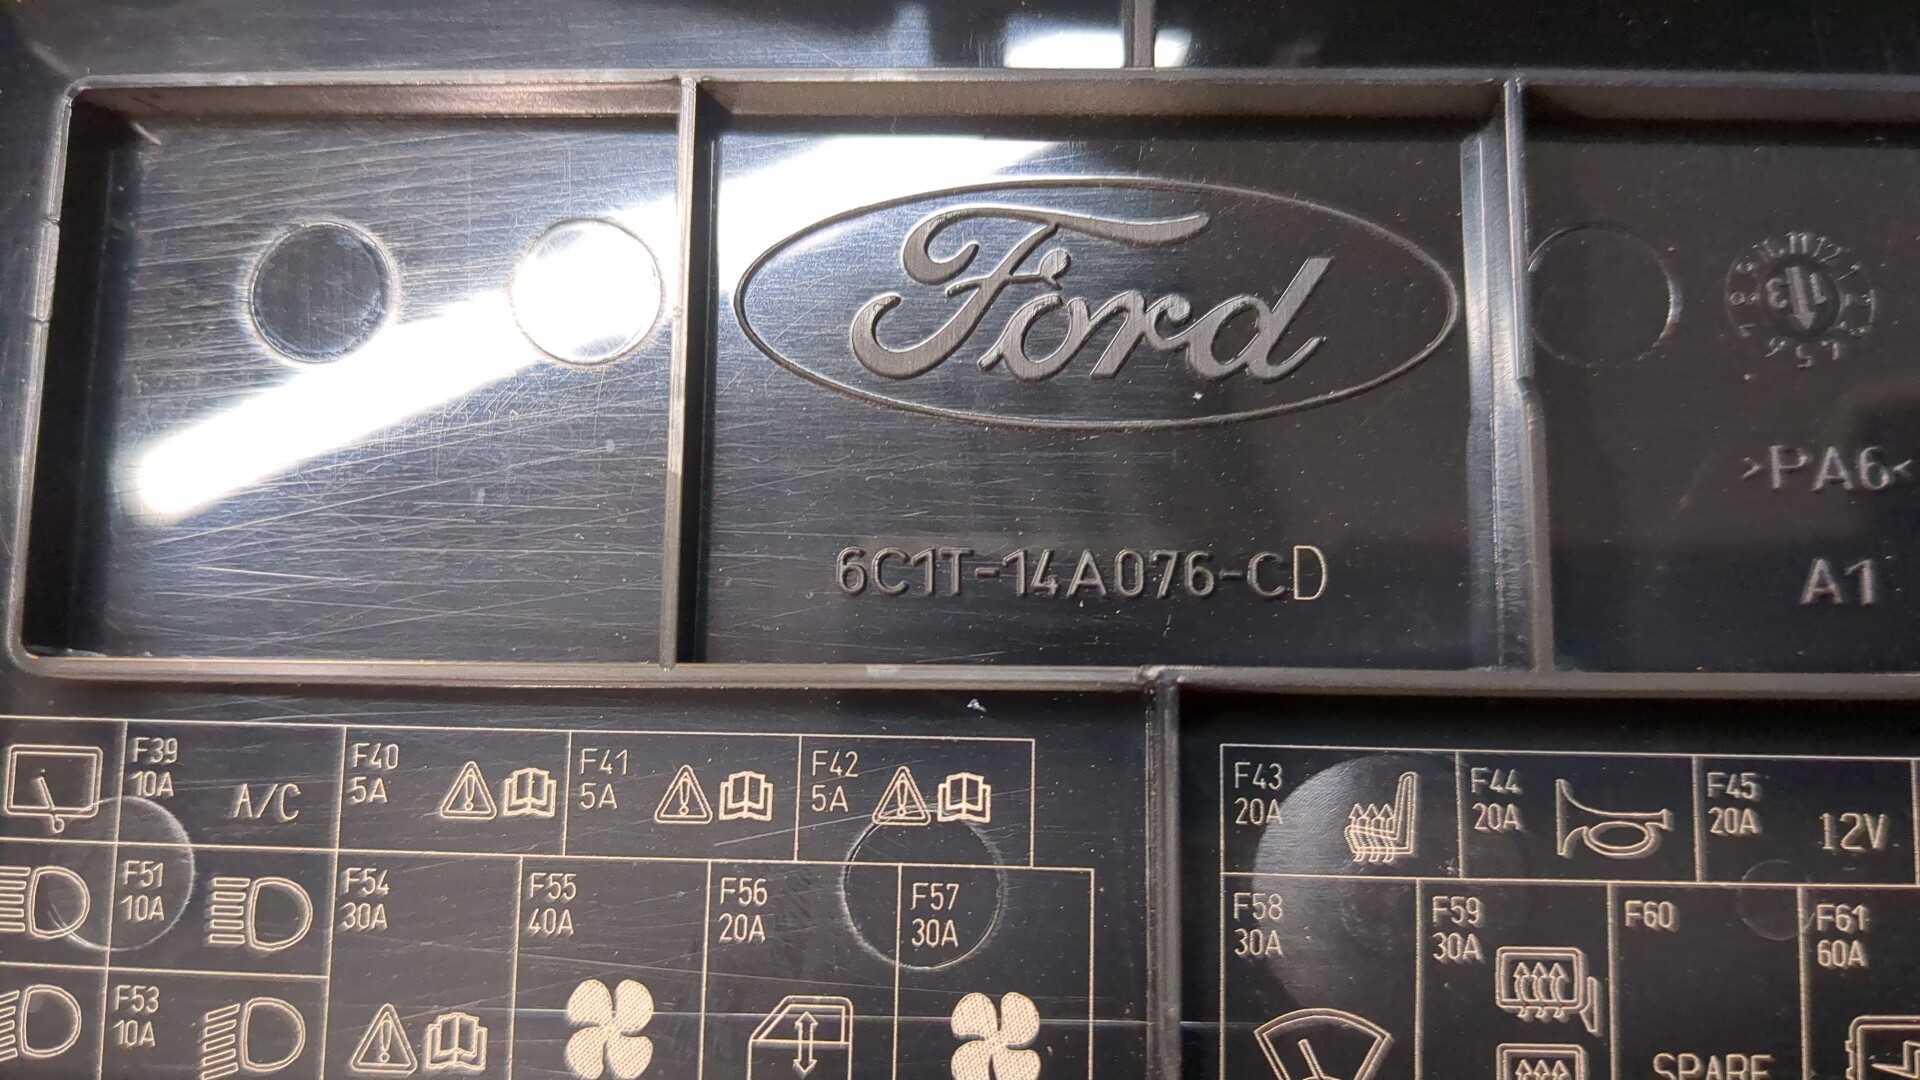 Ford
6C1T-14A076-CD
>PA6<
A1
113
F39
10A
A/C
F40
5A
F41
5A
F42
5A
F43
20A
F44
20A
F45
20A
12V
F51
10A
F54
30A
F55
40A
F56
20A
F57
30A
F58
30A
F59
30A
F60
SPARE
F61
60A
F53
10A